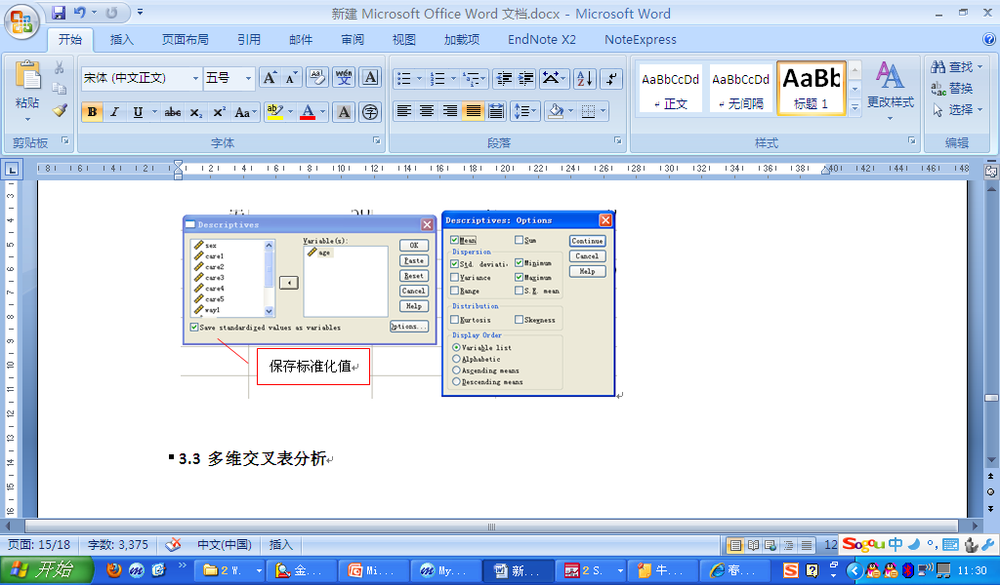 新建 Microsoft Office Word 文档.docx - Microsoft Word
开始 插入 页面布局 引用 邮件 审阅 视图 加载项 EndNote X2 NoteExpress
宋体 (中文正文) 五号
AaBbCcDd AaBbCcDd AaBb
查找
替换
选择
粘贴
正文 无间隔 标题 1
更改样式
B I U abc X₂ X² Aa
剪贴板 字体 段落 样式 编辑
Descriptives
sex
care1
care2
care3
care4
care5
way1
Variable(s):
age
OK
Paste
Reset
Cancel
Help
Save standardized values as variables
Options...
Descriptives: Options
Mean Sum
Continue
Cancel
Help
Dispersion
Std. deviati Minimum
Variance Maximum
Range S.E. mean
Distribution
Kurtosis Skewness
Display Order
Variable list
Alphabetic
Ascending means
Descending means
保存标准化值
3.3 多维交叉表分析
页面: 15/18 字数: 3,375 中文(中国) 插入 12
Sogou 中
开始 2 W... 金... Mi... My... 新... 2 S... 牛... 春... 11:30